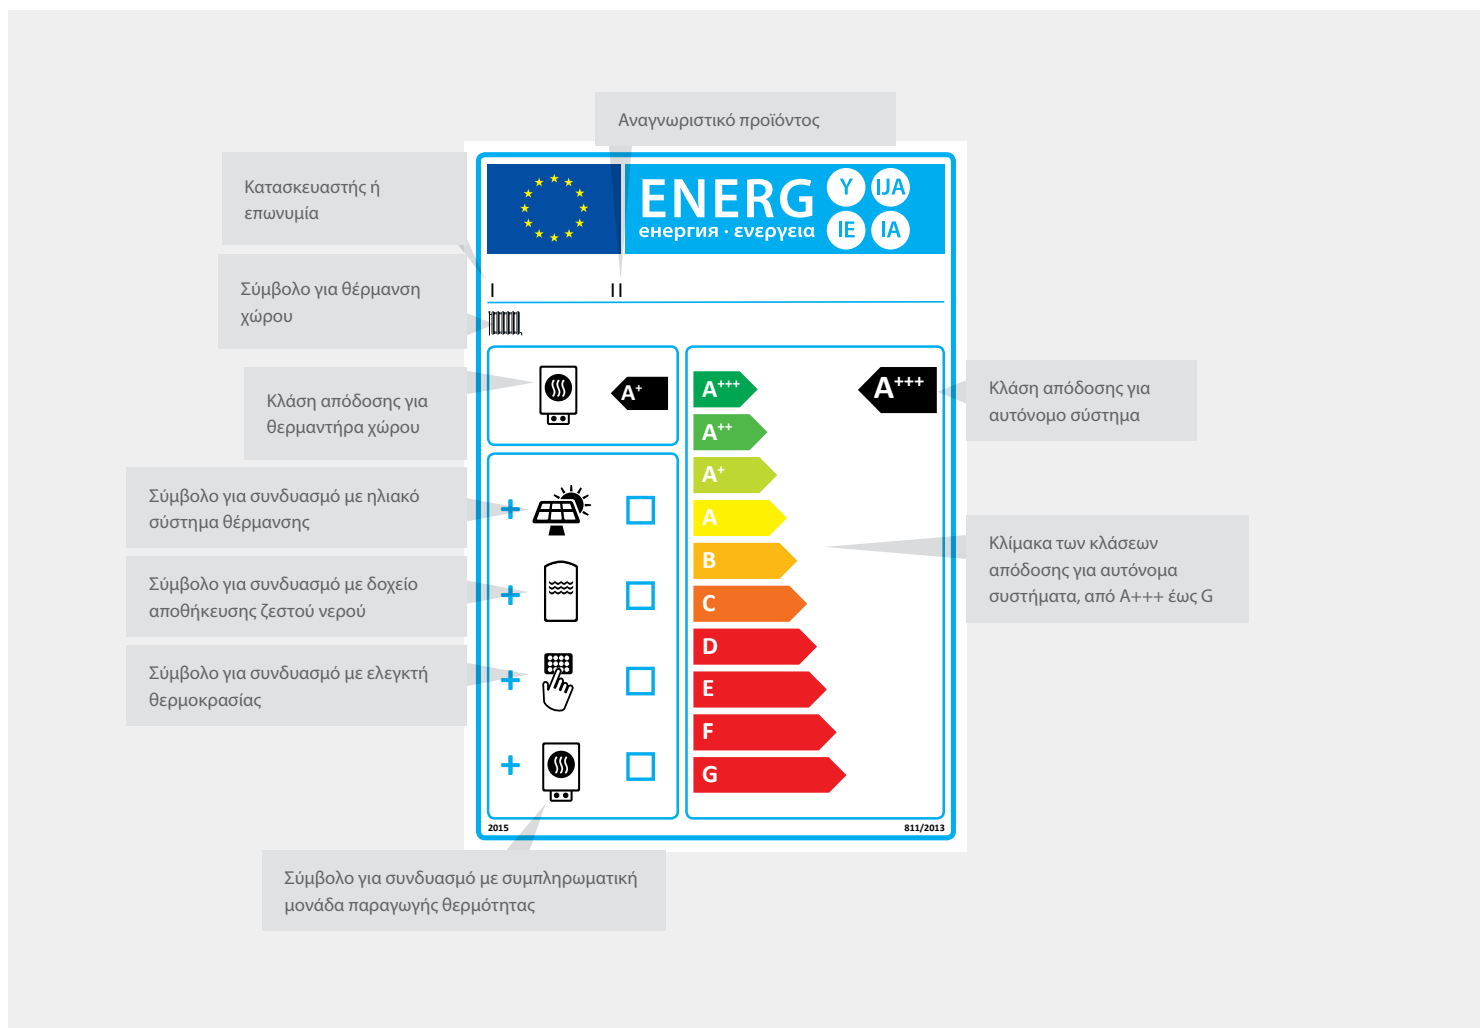 Αναγνωριστικό προϊόντος
Κατασκευαστής ή
επωνυμία
ENERG
енергия · ενεργεια
Y IJA
IE IA
I II
Σύμβολο για θέρμανση
χώρου
Κλάση απόδοσης για
θερμαντήρα χώρου
A+
A+++
A+++
Κλάση απόδοσης για
αυτόνομο σύστημα
A++
A+
A
B
C
D
E
F
G
Σύμβολο για συνδυασμό με ηλιακό
σύστημα θέρμανσης
+
Κλίμακα των κλάσεων
απόδοσης για αυτόνομα
συστήματα, από A+++ έως G
Σύμβολο για συνδυασμό με δοχείο
αποθήκευσης ζεστού νερού
+
Σύμβολο για συνδυασμό με ελεγκτή
θερμοκρασίας
+
+
2015
811/2013
Σύμβολο για συνδυασμό με συμπληρωματική
μονάδα παραγωγής θερμότητας